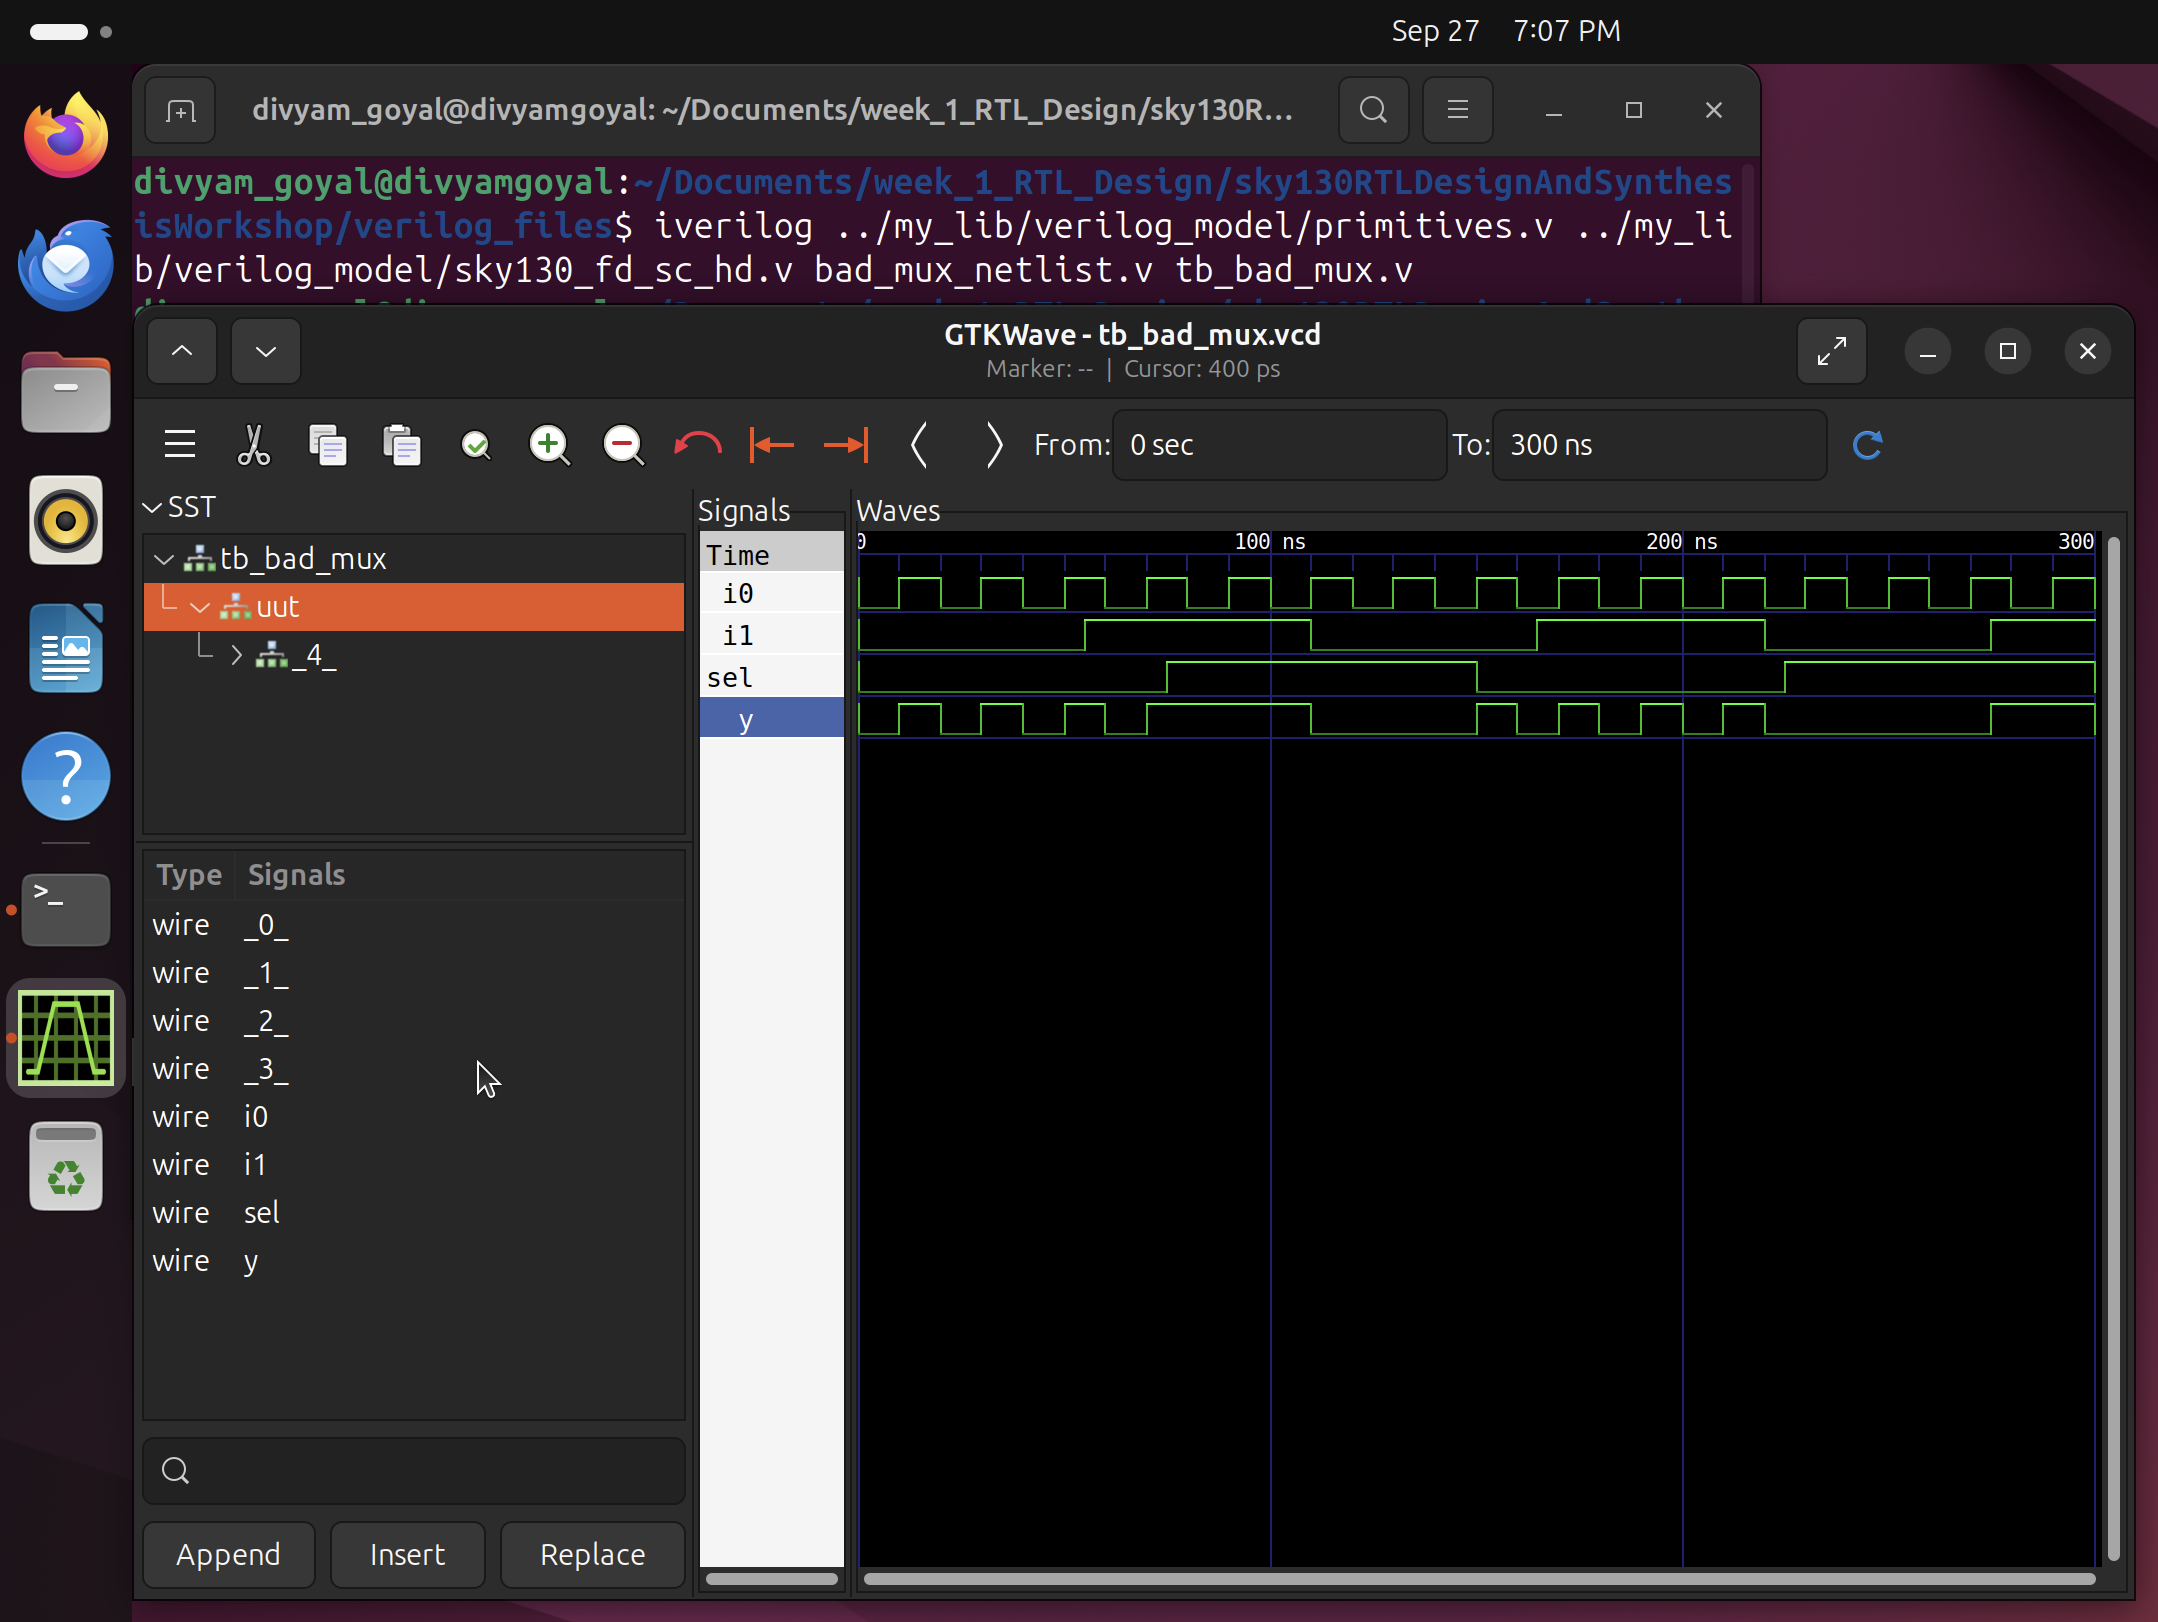 Sep 27 7:07 PM
divyam_goyal@divyamgoyal: ~/Documents/week_1_RTL_Design/sky130R...
divyam_goyal@divyamgoyal:~/Documents/week_1_RTL_Design/sky130RTLDesignAndSynthes
isWorkshop/verilog_files$ iverilog ../my_lib/verilog_model/primitives.v ../my_li
b/verilog_model/sky130_fd_sc_hd.v bad_mux_netlist.v tb_bad_mux.v
GTKWave - tb_bad_mux.vcd
Marker: -- | Cursor: 400 ps
From: 0 sec To: 300 ns
SST
tb_bad_mux
uut
_4_
Type Signals
wire _0_
wire _1_
wire _2_
wire _3_
wire i0
wire i1
wire sel
wire y
Append Insert Replace
Signals
Time
i0
i1
sel
y
Waves
0 100 ns 200 ns 300
>_
?